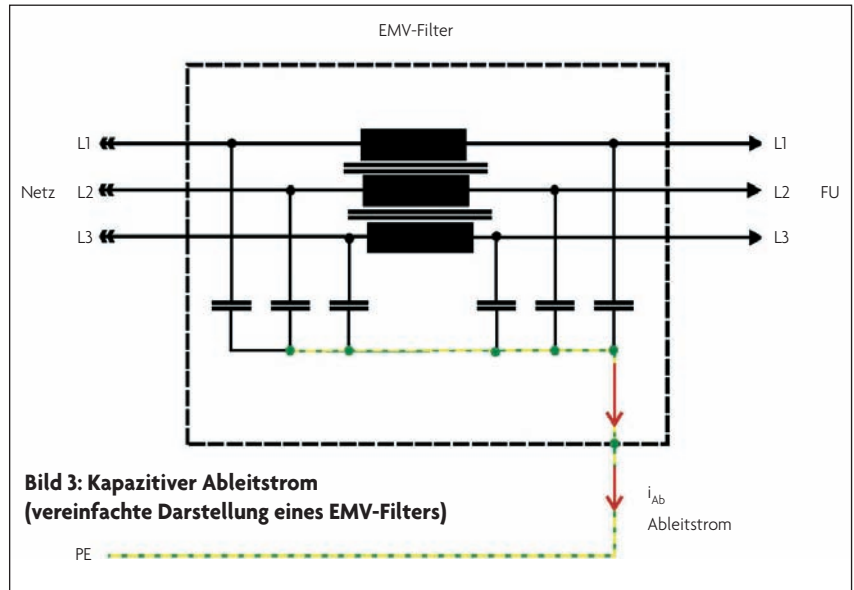 EMV-Filter
L1 L1
Netz L2 L2 FU
L3 L3
Bild 3: Kapazitiver Ableitstrom
(vereinfachte Darstellung eines EMV-Filters)
iAb
Ableitstrom
PE